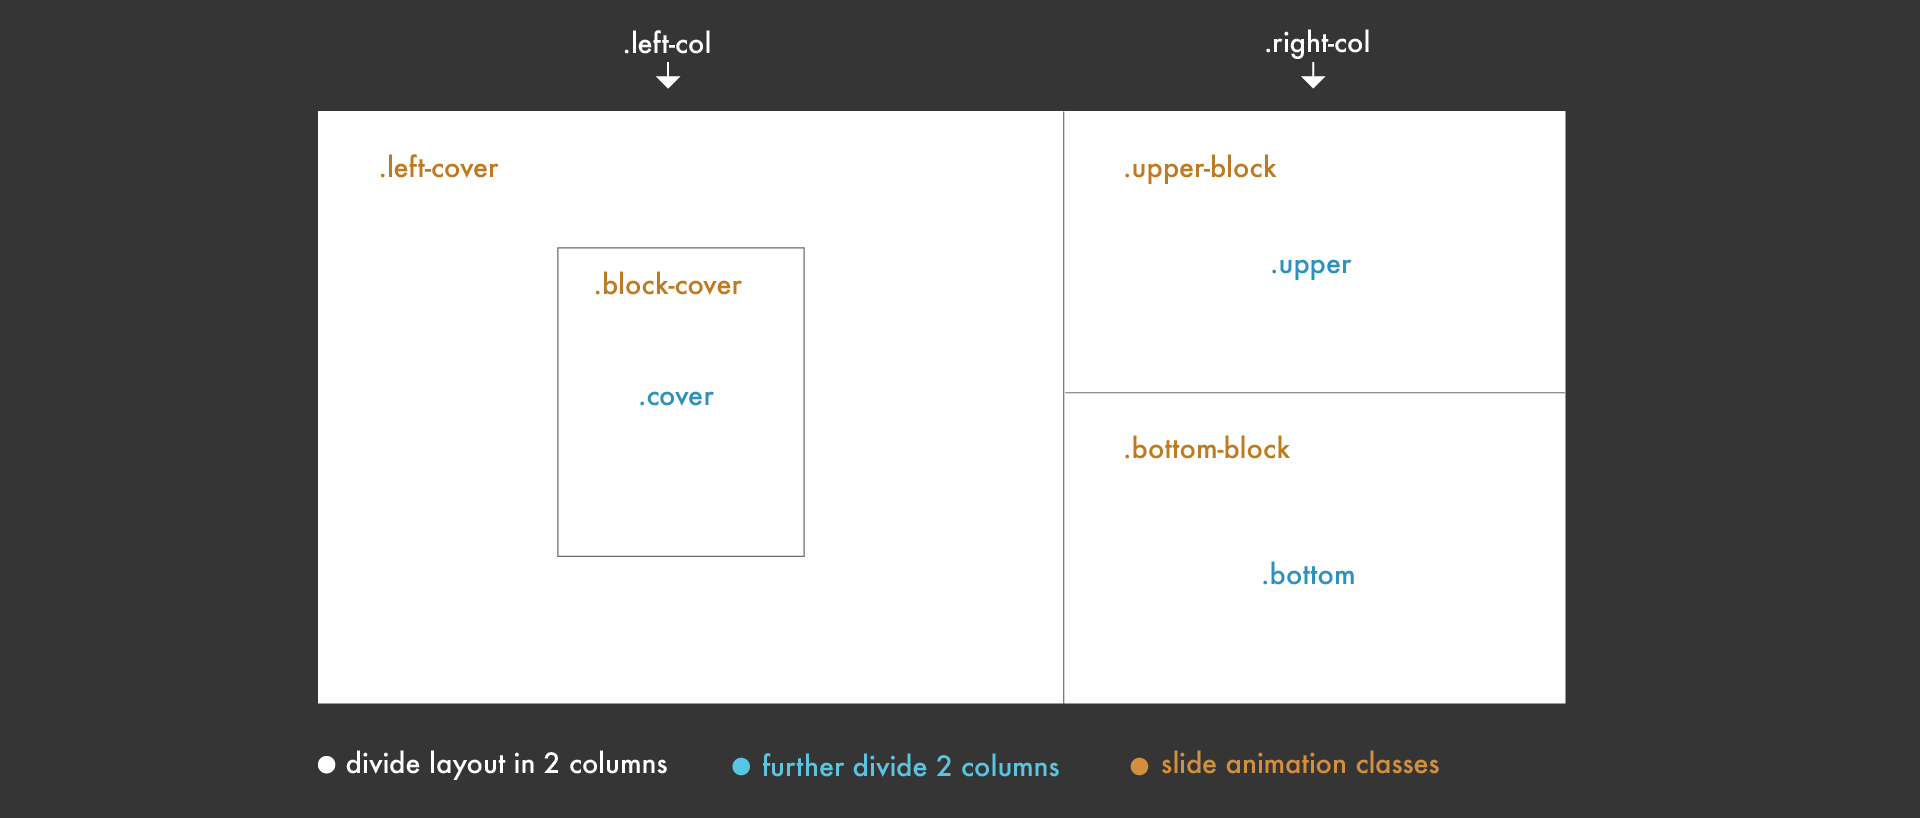 .left-col
.right-col
.left-cover
.upper-block
.upper
.block-cover
.cover
.bottom-block
.bottom
divide layout in 2 columns
further divide 2 columns
slide animation classes